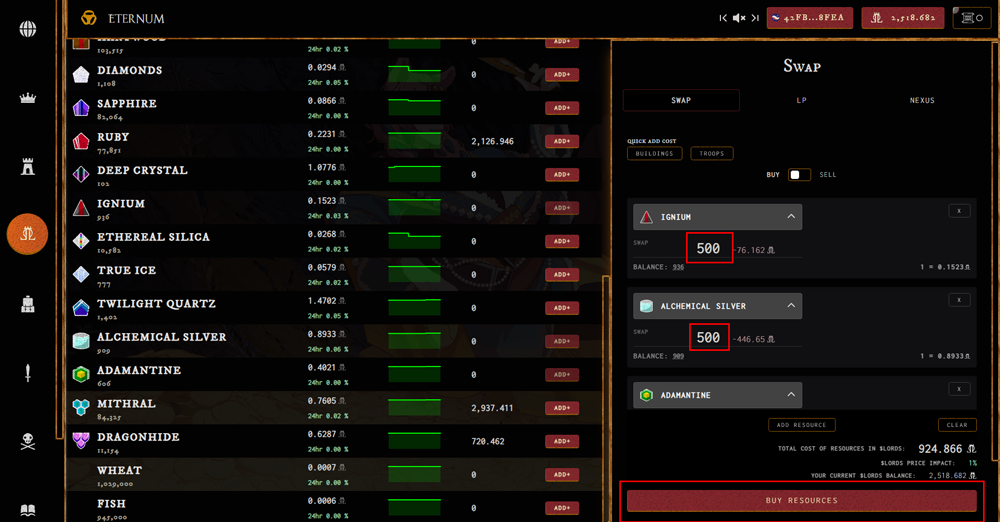 ETERNUM
42FB...8FEA
2,518.682
103,515
24hr 0.02 %
ADD+
DIAMONDS
1,108
0.0294
24hr 0.05 %
0
ADD+
SAPPHIRE
82,064
0.0866
24hr 0.00 %
0
ADD+
RUBY
77,851
0.2231
24hr 0.00 %
2,126.946
ADD+
DEEP CRYSTAL
102
1.0776
24hr 0.00 %
0
ADD+
IGNIUM
936
0.1523
24hr 0.03 %
0
ADD+
ETHEREAL SILICA
10,582
0.0268
24hr 0.02 %
0
ADD+
TRUE ICE
777
0.0579
24hr 0.02 %
0
ADD+
TWILIGHT QUARTZ
1,402
1.4702
24hr 0.05 %
0
ADD+
ALCHEMICAL SILVER
909
0.8933
24hr 0.06 %
0
ADD+
ADAMANTINE
606
0.4021
24hr 0.00 %
0
ADD+
MITHRAL
84,325
0.7605
24hr 0.02 %
2,937.411
ADD+
DRAGONHIDE
11,154
0.6287
24hr 0.00 %
720.462
ADD+
WHEAT
1,029,000
0.0007
24hr 0.00 %
0
ADD+
FISH
945,000
0.0006
24hr 0.00 %
0
ADD+
SWAP
SWAP
LP
NEXUS
QUICK ADD COST
BUILDINGS
TROOPS
BUY
SELL
IGNIUM
X
SWAP
500
-76.162
BALANCE: 936
1 = 0.1523
ALCHEMICAL SILVER
X
SWAP
500
-446.65
BALANCE: 909
1 = 0.8933
ADAMANTINE
X
ADD RESOURCE
CLEAR
TOTAL COST OF RESOURCES IN $LORDS: 924.866
$LORDS PRICE IMPACT: 1%
YOUR CURRENT $LORDS BALANCE: 2,518.682
BUY RESOURCES